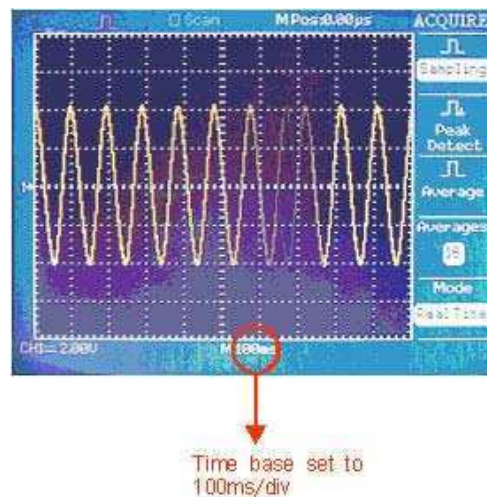 Scan M Pos:0.00µs ACQUIRE
Sampling
Peak
Detect
Average
Averages
16
Mode
Real Time
M
CH1 2.00V M 100ms
Time base set to
100ms/div